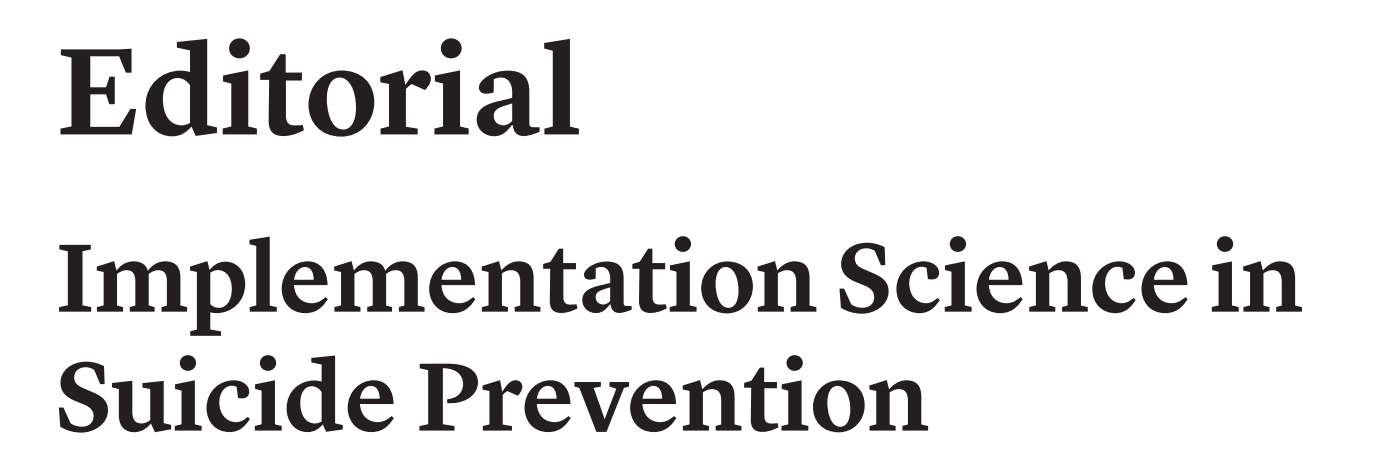 Editorial
Implementation Science in
Suicide Prevention